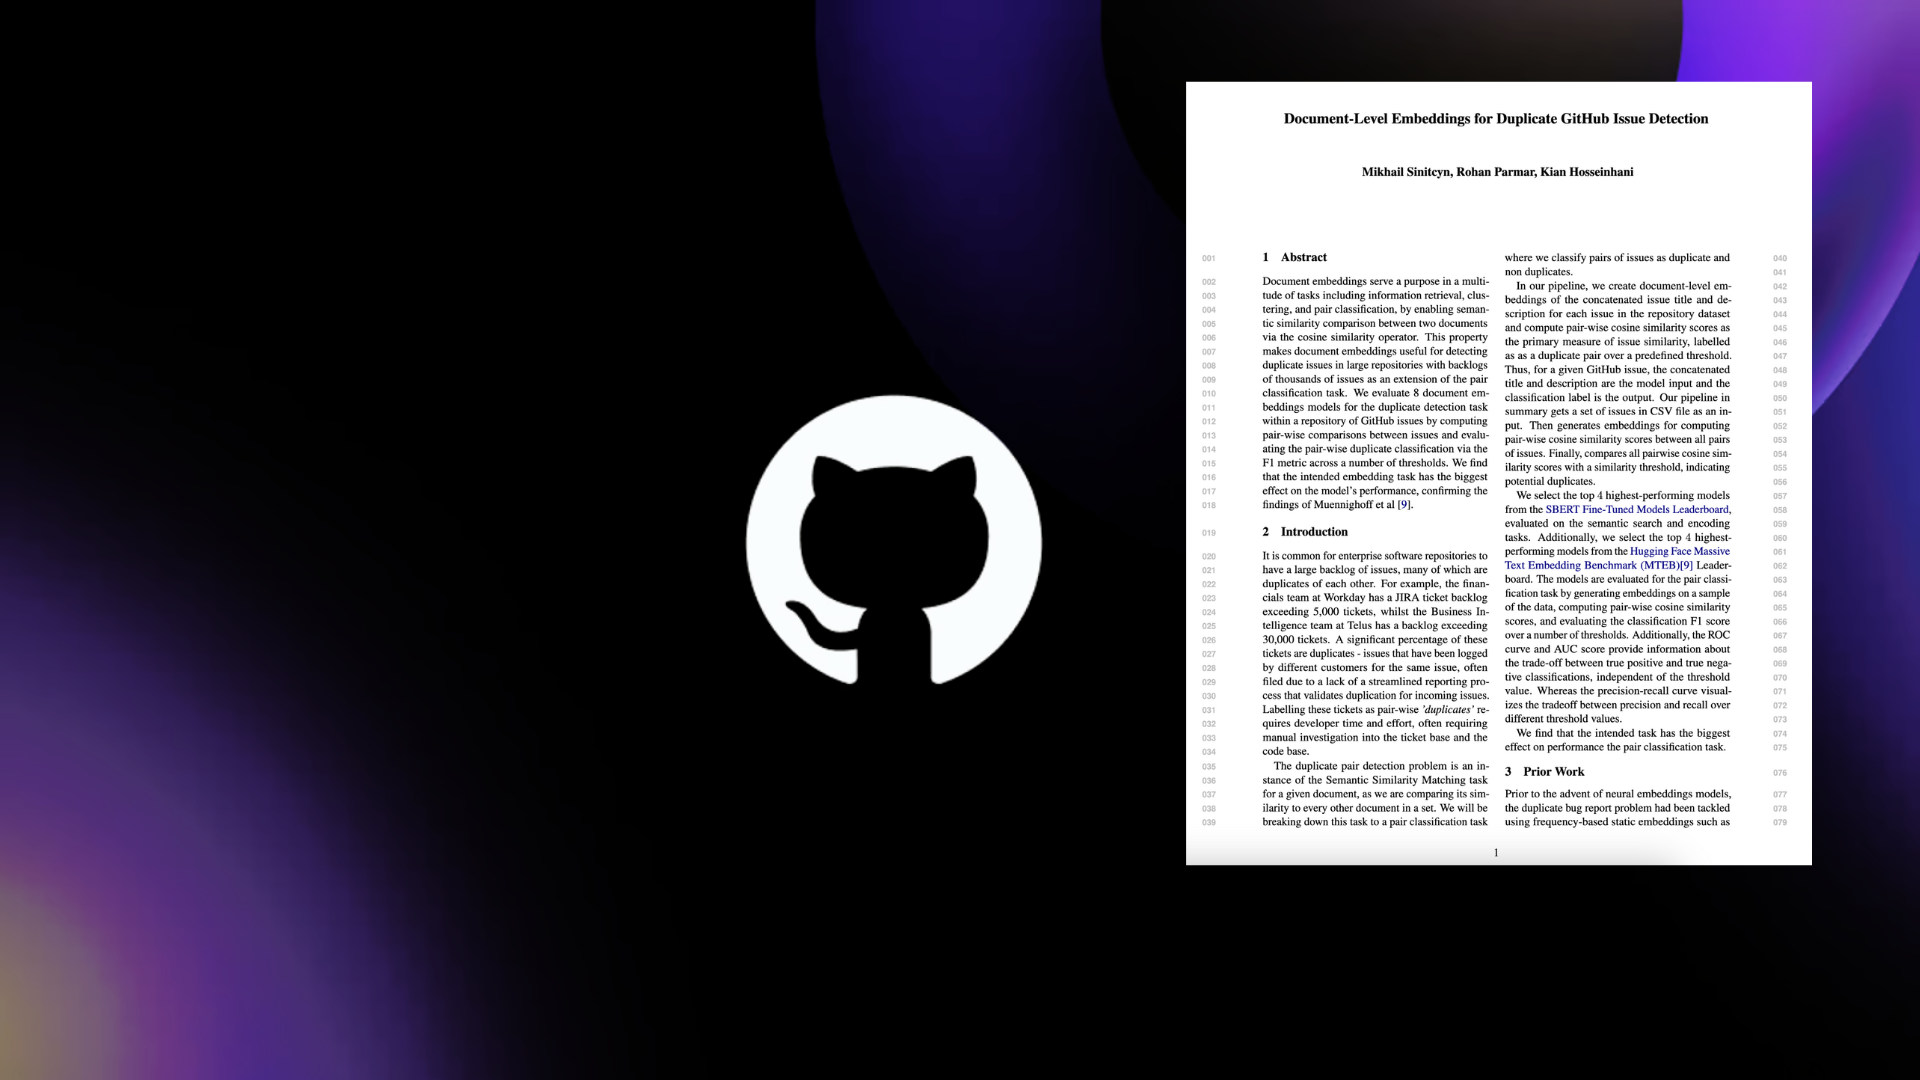 Document-Level Embeddings for Duplicate GitHub Issue Detection
Mikhail Sinitcyn, Rohan Parmar, Kian Hosseinhani
001 1 Abstract
002 Document embeddings serve a purpose in a multi-
003 tude of tasks including information retrieval, clus-
004 tering, and pair classification, by enabling seman-
005 tic similarity comparison between two documents
006 via the cosine similarity operator. This property
007 makes document embeddings useful for detecting
008 duplicate issues in large repositories with backlogs
009 of thousands of issues as an extension of the pair
010 classification task. We evaluate 8 document em-
011 beddings models for the duplicate detection task
012 within a repository of GitHub issues by computing
013 pair-wise comparisons between issues and evalu-
014 ating the pair-wise duplicate classification via the
015 F1 metric across a number of thresholds. We find
016 that the intended embedding task has the biggest
017 effect on the model's performance, confirming the
018 findings of Muennighoff et al [9].
019 2 Introduction
020 It is common for enterprise software repositories to
021 have a large backlog of issues, many of which are
022 duplicates of each other. For example, the finan-
023 cials team at Workday has a JIRA ticket backlog
024 exceeding 5,000 tickets, whilst the Business In-
025 telligence team at Telus has a backlog exceeding
026 30,000 tickets. A significant percentage of these
027 tickets are duplicates - issues that have been logged
028 by different customers for the same issue, often
029 filed due to a lack of a streamlined reporting pro-
030 cess that validates duplication for incoming issues.
031 Labelling these tickets as pair-wise 'duplicates' re-
032 quires developer time and effort, often requiring
033 manual investigation into the ticket base and the
034 code base.
035 The duplicate pair detection problem is an in-
036 stance of the Semantic Similarity Matching task
037 for a given document, as we are comparing its sim-
038 ilarity to every other document in a set. We will be
039 breaking down this task to a pair classification task
where we classify pairs of issues as duplicate and 040
non duplicates. 041
In our pipeline, we create document-level em- 042
beddings of the concatenated issue title and de- 043
scription for each issue in the repository dataset 044
and compute pair-wise cosine similarity scores as 045
the primary measure of issue similarity, labelled 046
as as a duplicate pair over a predefined threshold. 047
Thus, for a given GitHub issue, the concatenated 048
title and description are the model input and the 049
classification label is the output. Our pipeline in 050
summary gets a set of issues in CSV file as an in- 051
put. Then generates embeddings for computing 052
pair-wise cosine similarity scores between all pairs 053
of issues. Finally, compares all pairwise cosine sim- 054
ilarity scores with a similarity threshold, indicating 055
potential duplicates. 056
We select the top 4 highest-performing models 057
from the SBERT Fine-Tuned Models Leaderboard, 058
evaluated on the semantic search and encoding 059
tasks. Additionally, we select the top 4 highest- 060
performing models from the Hugging Face Massive 061
Text Embedding Benchmark (MTEB)[9] Leader- 062
board. The models are evaluated for the pair classi- 063
fication task by generating embeddings on a sample 064
of the data, computing pair-wise cosine similarity 065
scores, and evaluating the classification F1 score 066
over a number of thresholds. Additionally, the ROC 067
curve and AUC score provide information about 068
the trade-off between true positive and true nega- 069
tive classifications, independent of the threshold 070
value. Whereas the precision-recall curve visual- 071
izes the tradeoff between precision and recall over 072
different threshold values. 073
We find that the intended task has the biggest 074
effect on performance the pair classification task. 075
3 Prior Work 076
Prior to the advent of neural embeddings models, 077
the duplicate bug report problem had been tackled 078
using frequency-based static embeddings such as 079
1